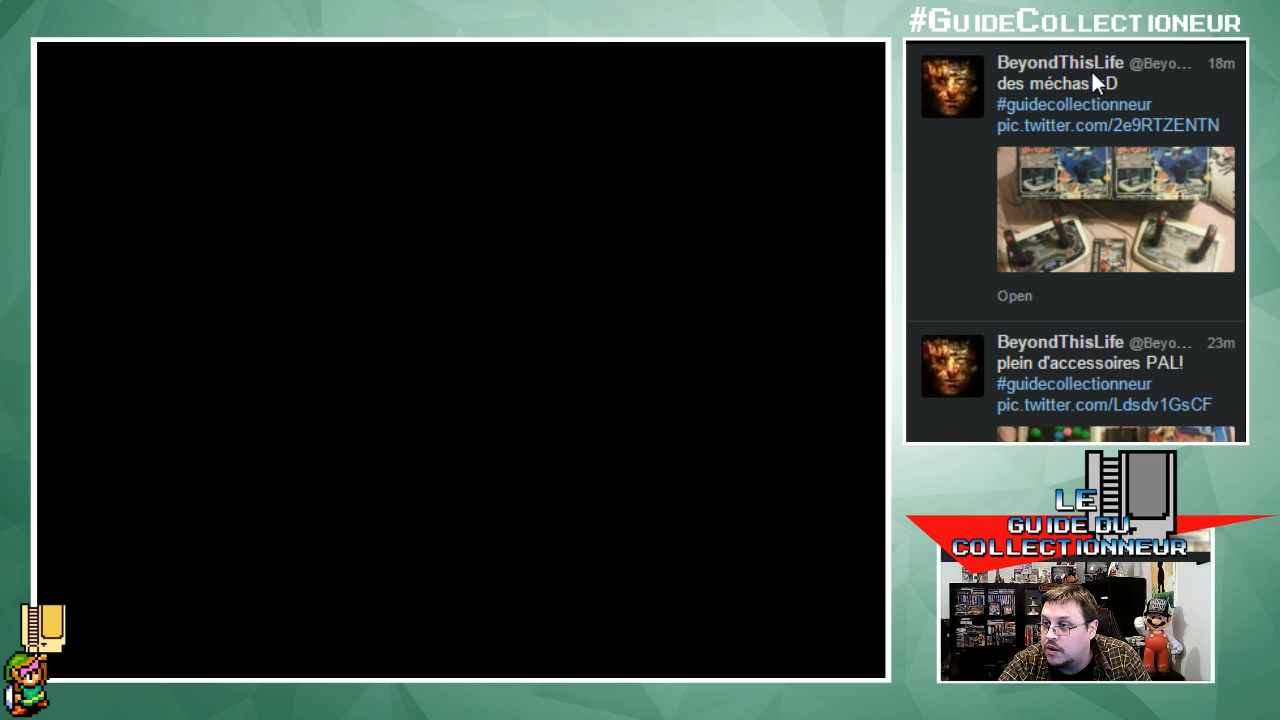 #GuideCollectioneur
BeyondThisLife @Beyo... 18m
des méchas :D
#guidecollectionneur
pic.twitter.com/2e9RTZENTN
Open
BeyondThisLife @Beyo... 23m
plein d'accessoires PAL!
#guidecollectionneur
pic.twitter.com/Ldsdv1GsCF
LE
GUIDE DU
COLLECTIONNEUR